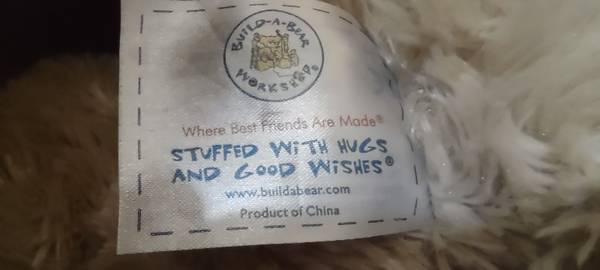 BUILD-A-BEAR
WORKSHOP®
Where Best Friends Are Made®
STUFFED WiTH HUGS
AND GOOD WiSHES®
www.buildabear.com
Product of China